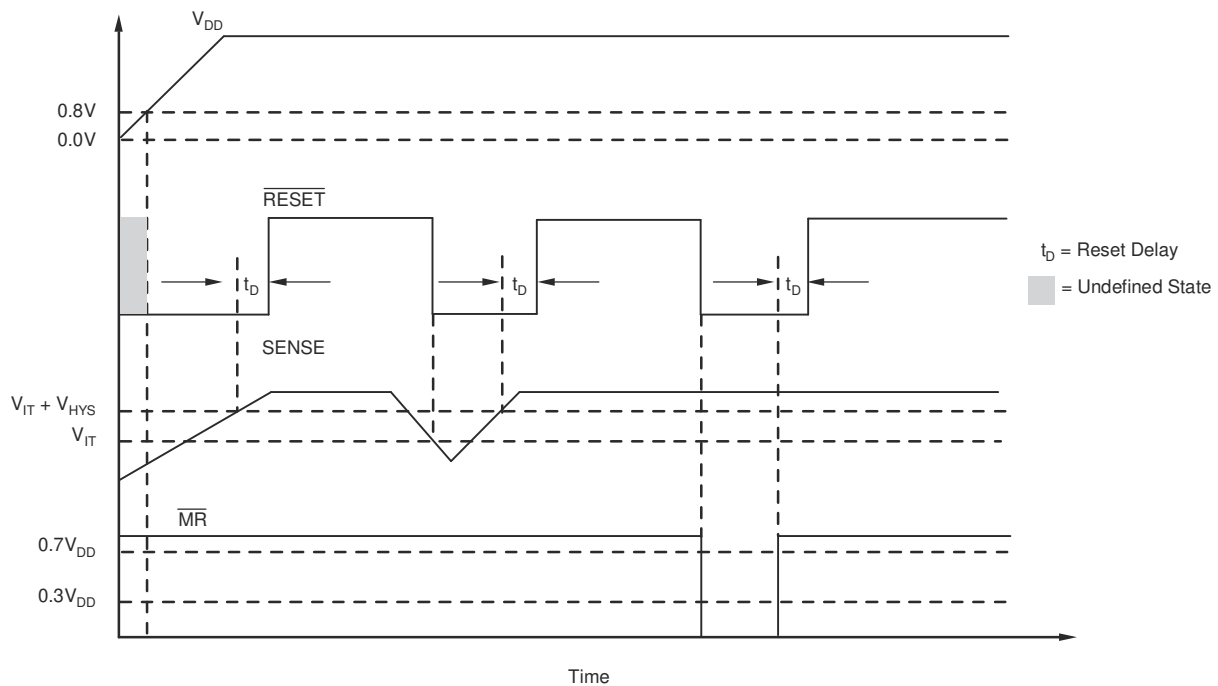 VDD
0.8V
0.0V
RESET
tD
tD
tD
tD = Reset Delay
= Undefined State
SENSE
VIT + VHYS
VIT
MR
0.7VDD
0.3VDD
Time